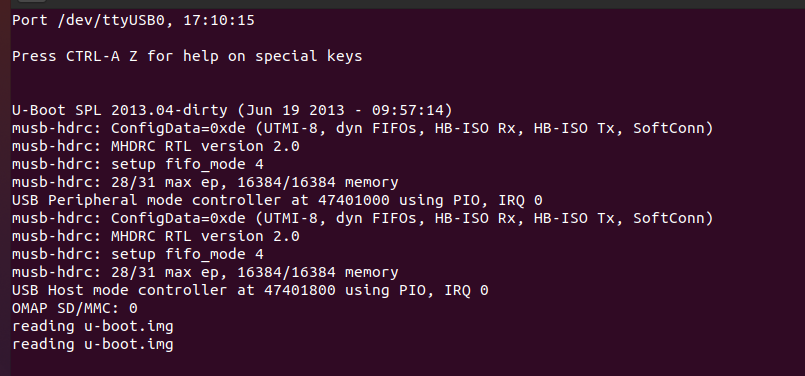 Port /dev/ttyUSB0, 17:10:15
Press CTRL-A Z for help on special keys
U-Boot SPL 2013.04-dirty (Jun 19 2013 - 09:57:14)
musb-hdrc: ConfigData=0xde (UTMI-8, dyn FIFOs, HB-ISO Rx, HB-ISO Tx, SoftConn)
musb-hdrc: MHDRC RTL version 2.0
musb-hdrc: setup fifo_mode 4
musb-hdrc: 28/31 max ep, 16384/16384 memory
USB Peripheral mode controller at 47401000 using PIO, IRQ 0
musb-hdrc: ConfigData=0xde (UTMI-8, dyn FIFOs, HB-ISO Rx, HB-ISO Tx, SoftConn)
musb-hdrc: MHDRC RTL version 2.0
musb-hdrc: setup fifo_mode 4
musb-hdrc: 28/31 max ep, 16384/16384 memory
USB Host mode controller at 47401800 using PIO, IRQ 0
OMAP SD/MMC: 0
reading u-boot.img
reading u-boot.img